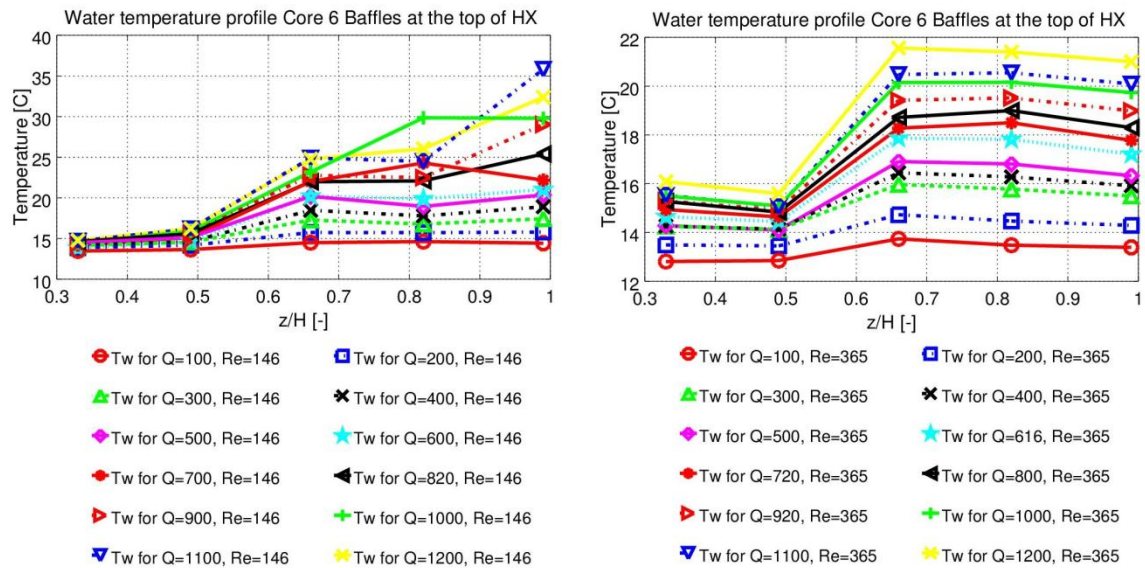 Water temperature profile Core 6 Baffles at the top of HX
40
35
30
25
20
15
10
Temperature [C]
0.3 0.4 0.5 0.6 0.7 0.8 0.9 1
z/H [-]
Tw for Q=100, Re=146 Tw for Q=200, Re=146
Tw for Q=300, Re=146 Tw for Q=400, Re=146
Tw for Q=500, Re=146 Tw for Q=600, Re=146
Tw for Q=700, Re=146 Tw for Q=820, Re=146
Tw for Q=900, Re=146 Tw for Q=1000, Re=146
Tw for Q=1100, Re=146 Tw for Q=1200, Re=146
Water temperature profile Core 6 Baffles at the top of HX
22
20
18
16
14
12
Temperature [C]
0.3 0.4 0.5 0.6 0.7 0.8 0.9 1
z/H [-]
Tw for Q=100, Re=365 Tw for Q=200, Re=365
Tw for Q=300, Re=365 Tw for Q=400, Re=365
Tw for Q=500, Re=365 Tw for Q=616, Re=365
Tw for Q=720, Re=365 Tw for Q=800, Re=365
Tw for Q=920, Re=365 Tw for Q=1000, Re=365
Tw for Q=1100, Re=365 Tw for Q=1200, Re=365